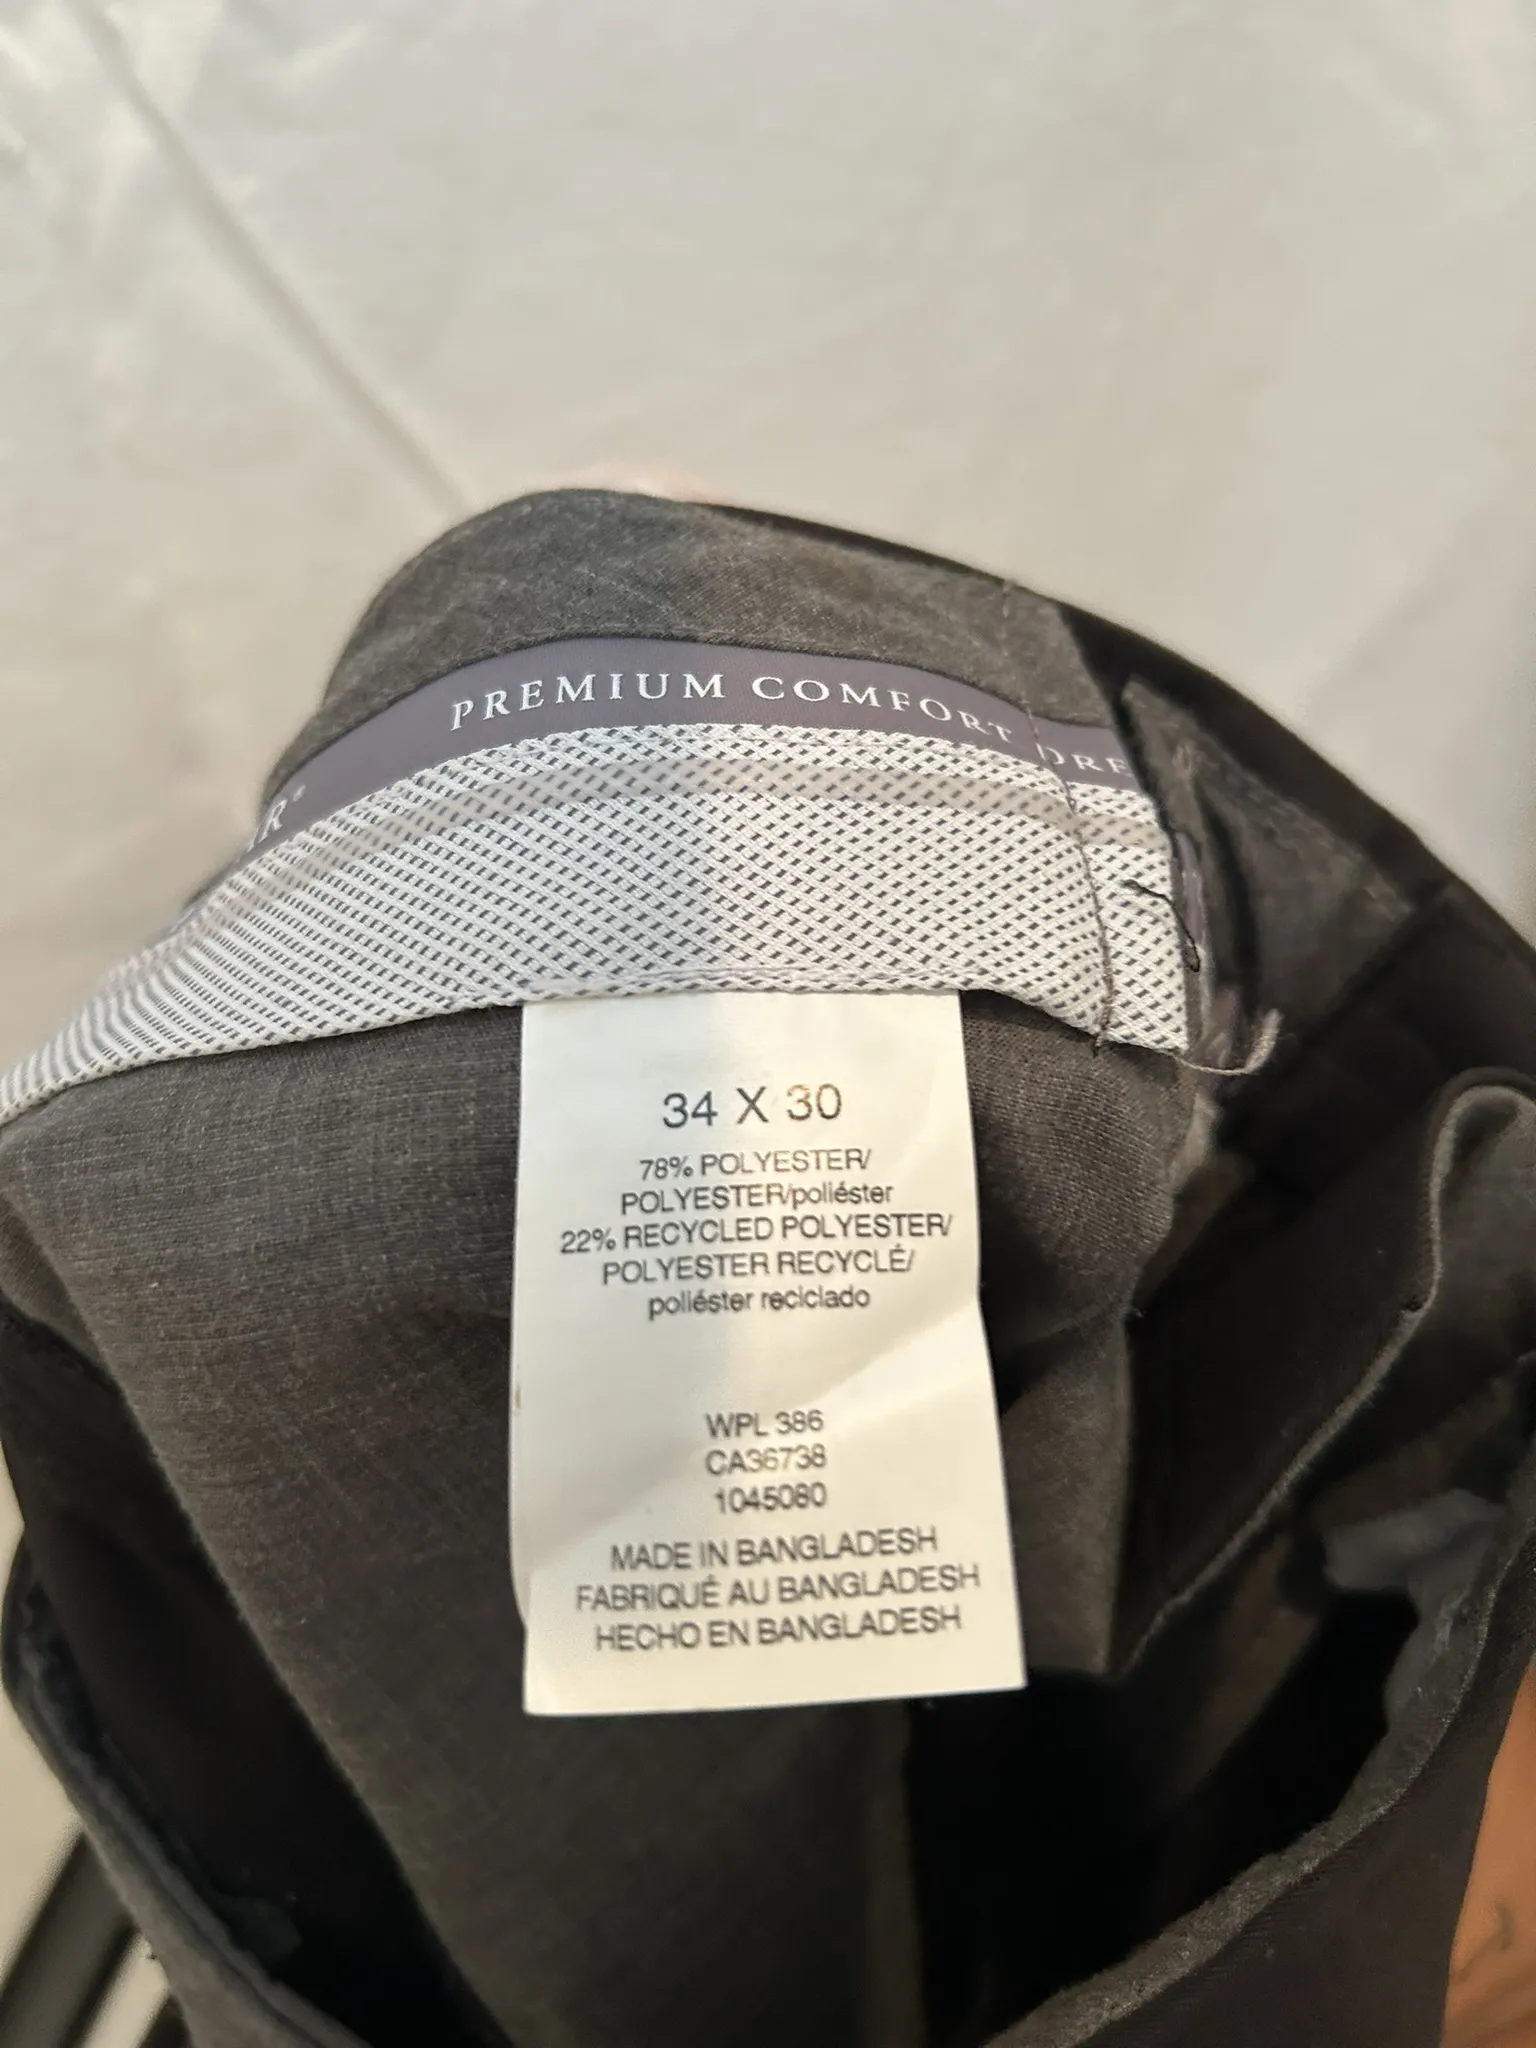 PREMIUM COMFORT DRE
R®
34 X 30
78% POLYESTER/
POLYESTER/poliéster
22% RECYCLED POLYESTER/
POLYESTER RECYCLÉ/
poliéster reciclado
WPL 386
CA36738
1045080
MADE IN BANGLADESH
FABRIQUÉ AU BANGLADESH
HECHO EN BANGLADESH